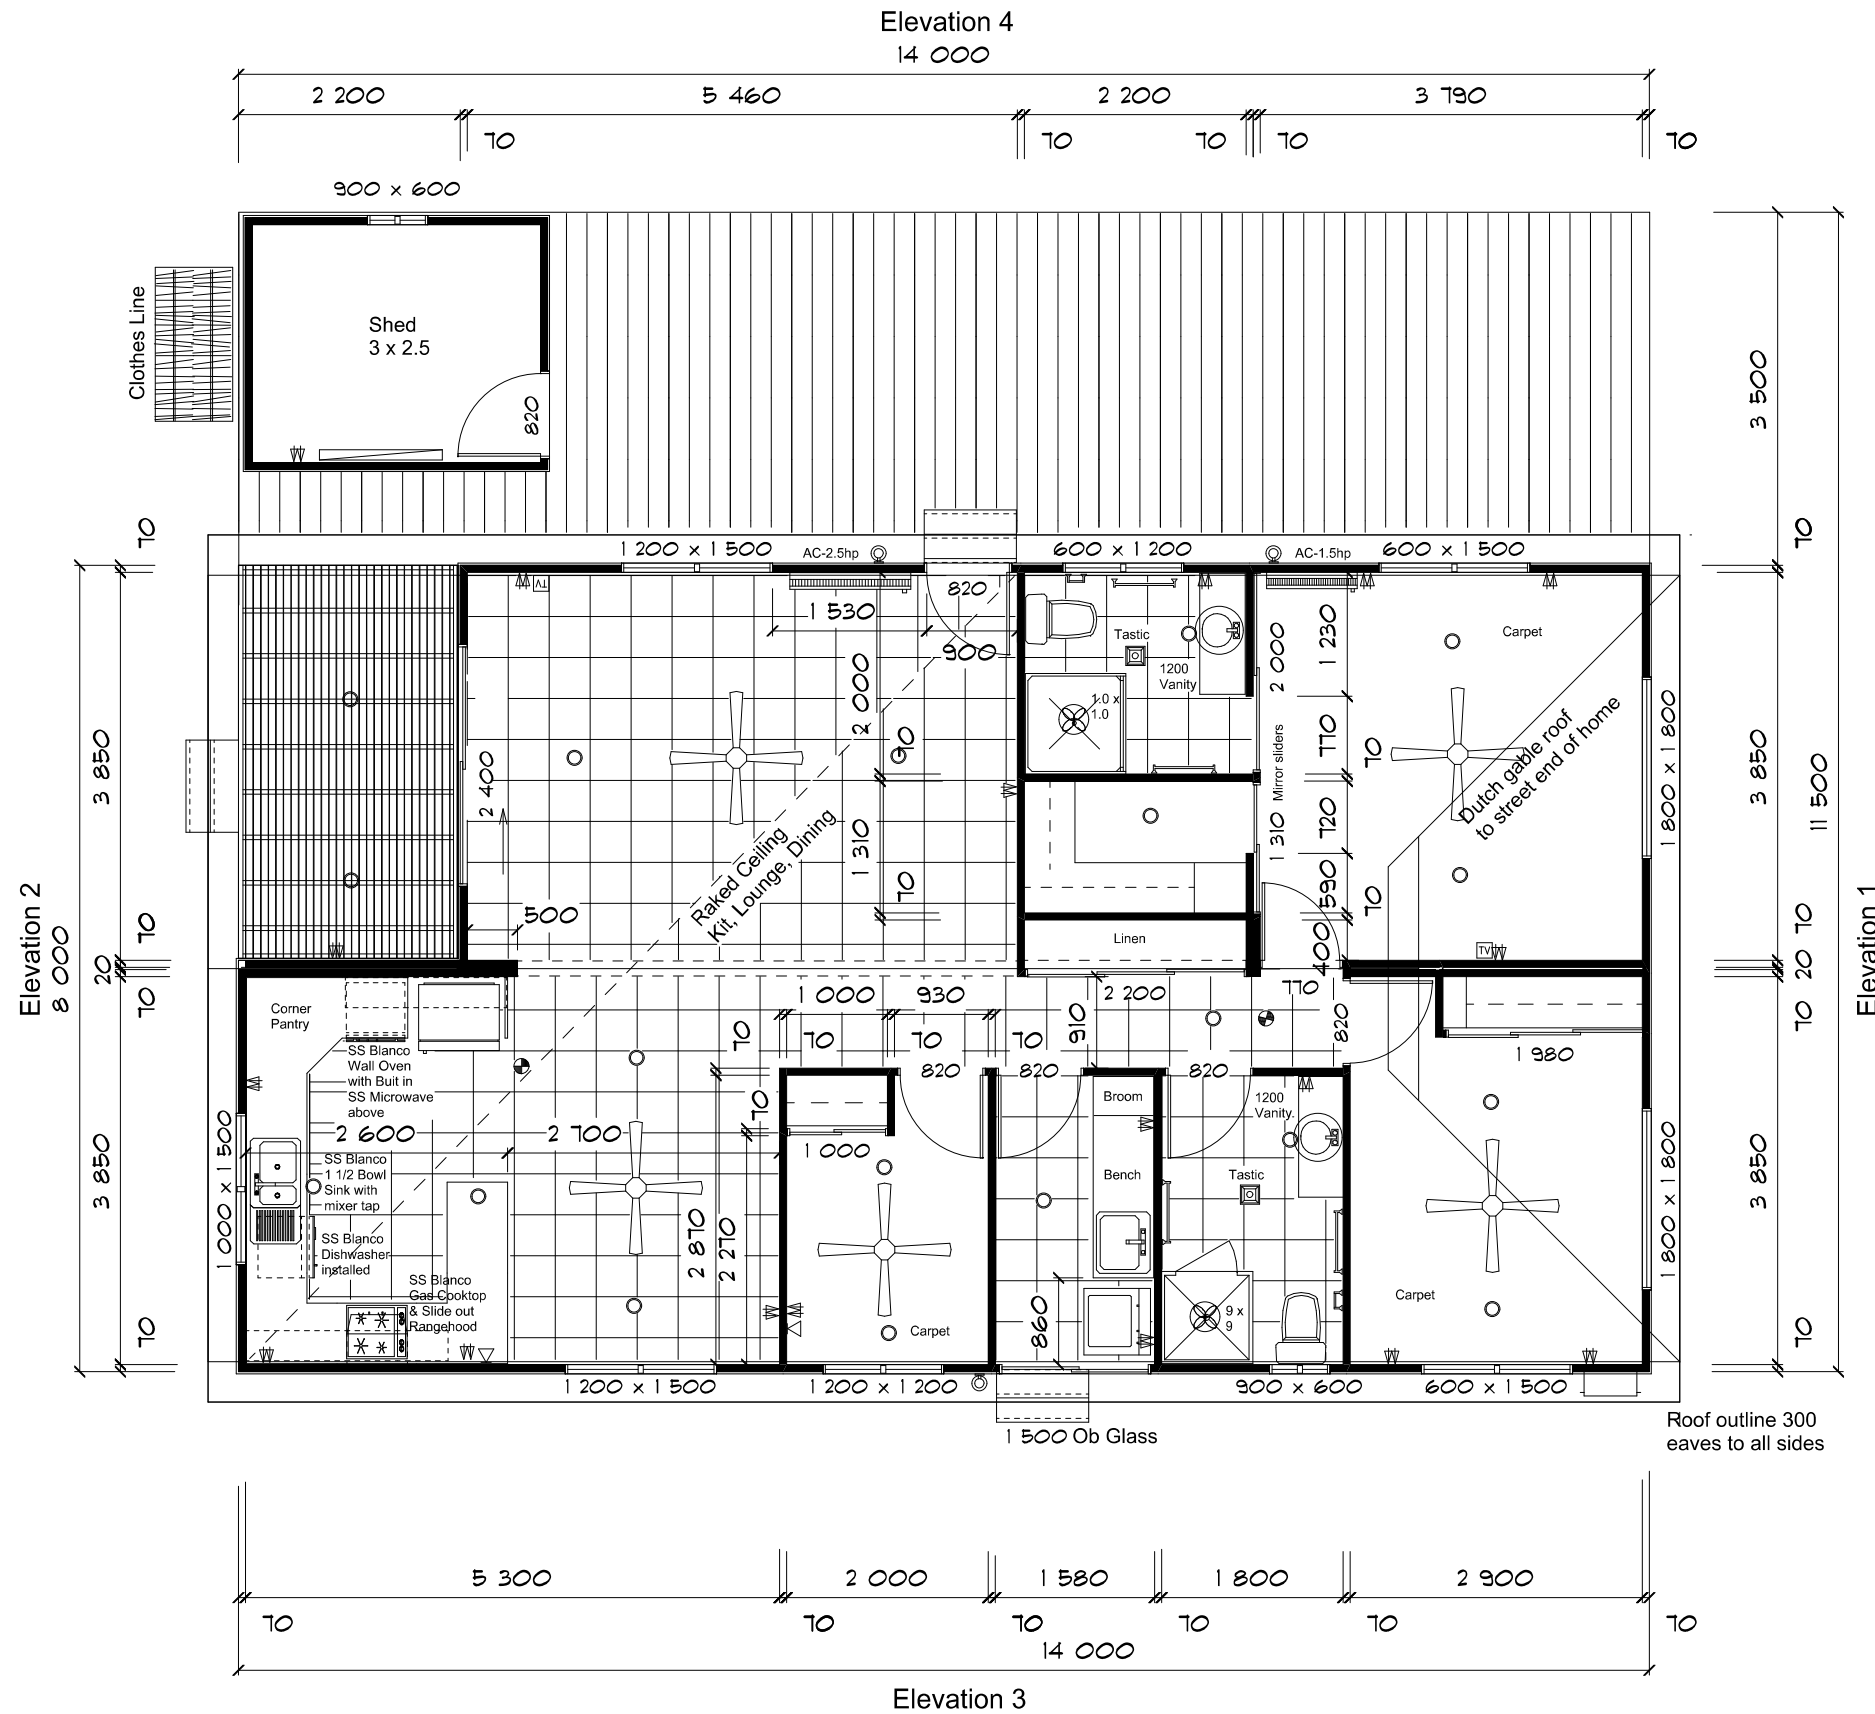 Elevation 4
14 000
2 200
5 460
2 200
3 790
70
70
70
70
70
900 x 600
Clothes Line
Shed
3 x 2.5
820
3 500
70
70
1 200 x 1 500
AC-2.5hp
600 x 1 200
AC-1.5hp
600 x 1 500
TV
820
1 530
900
Tastic
1200
Vanity
2 000
1 230
Carpet
2 000
70
1.0 x
1.0
1 310 Mirror sliders
770
70
Dutch gable roof
to street end of home
1 800 x 1 800
3 850
3 850
11 500
2 400
Raked Ceiling
Kit, Lounge, Dining
1 310
70
720
590
70
500
Linen
400
TV
Elevation 2
8 000
70
20
70
70
20
70
Elevation 1
Corner
Pantry
1 000
930
2 200
770
70
70
70
70
910
820
1 980
820
820
820
SS Blanco
Wall Oven
with Buit in
SS Microwave
above
70
Broom
1200
Vanity
2 600
2 700
1 000
1 000 x 1 500
SS Blanco
1 1/2 Bowl
Sink with
mixer tap
Bench
Tastic
3 850
3 850
1 800 x 1 800
2 870
2 270
SS Blanco
Dishwasher
installed
SS Blanco
Gas Cooktop
& Slide out
Rangehood
Carpet
860
9 x
9
Carpet
70
70
1 200 x 1 500
1 200 x 1 200
900 x 600
600 x 1 500
1 500 Ob Glass
Roof outline 300
eaves to all sides
5 300
2 000
1 580
1 800
2 900
70
70
70
70
70
70
14 000
Elevation 3